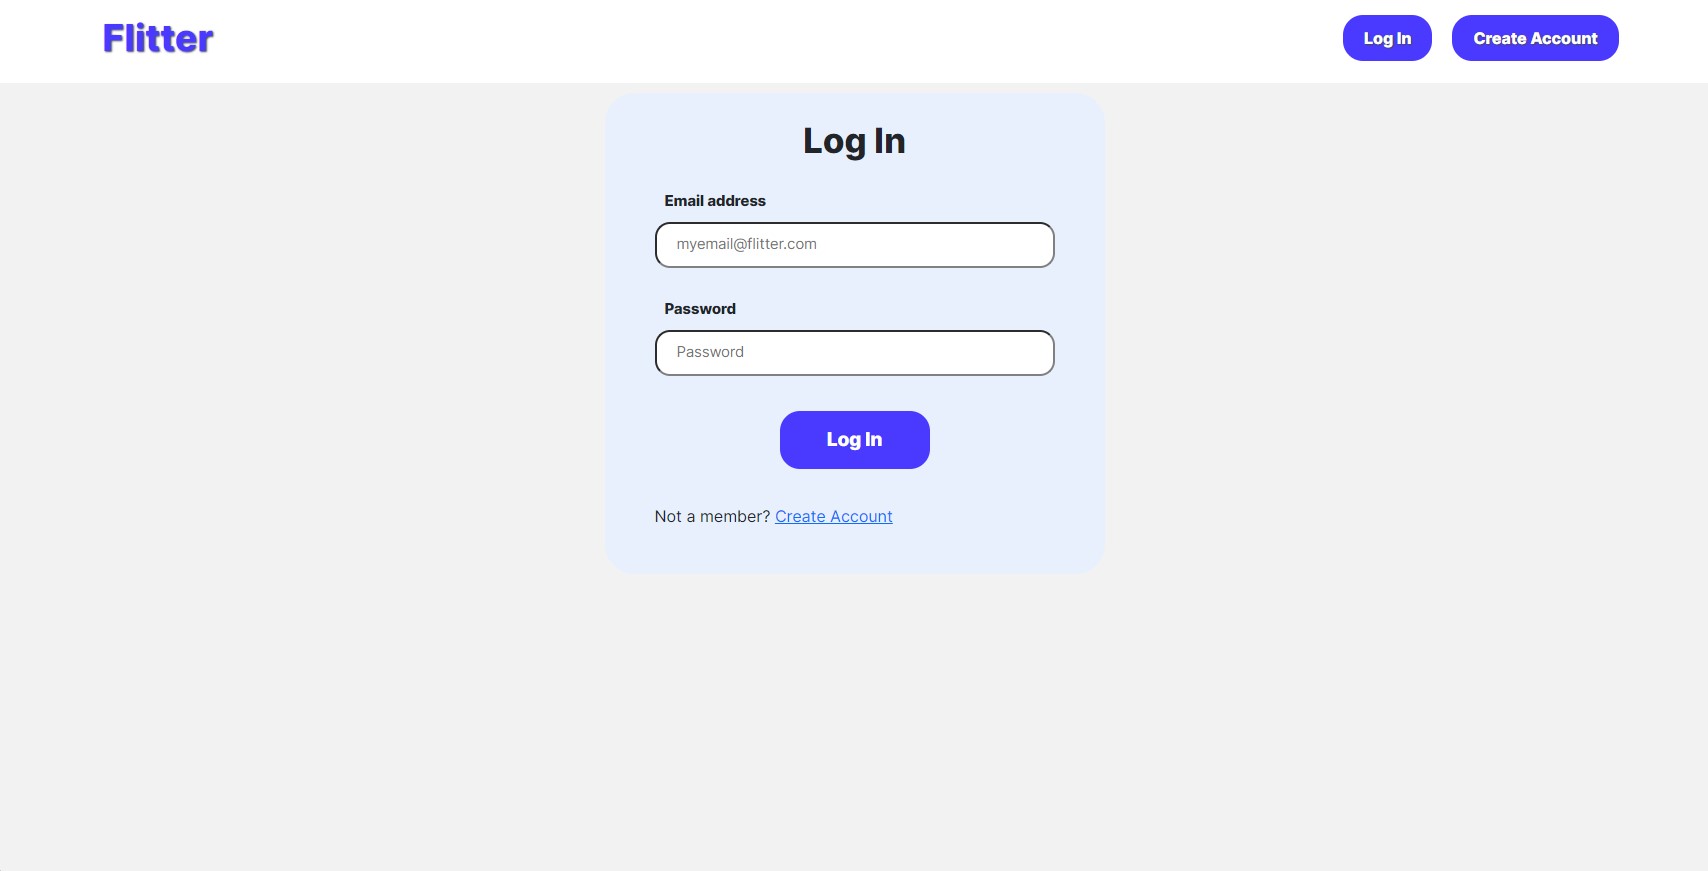 Flitter
Log In
Create Account
Log In
Email address
myemail@flitter.com
Password
Password
Log In
Not a member? Create Account